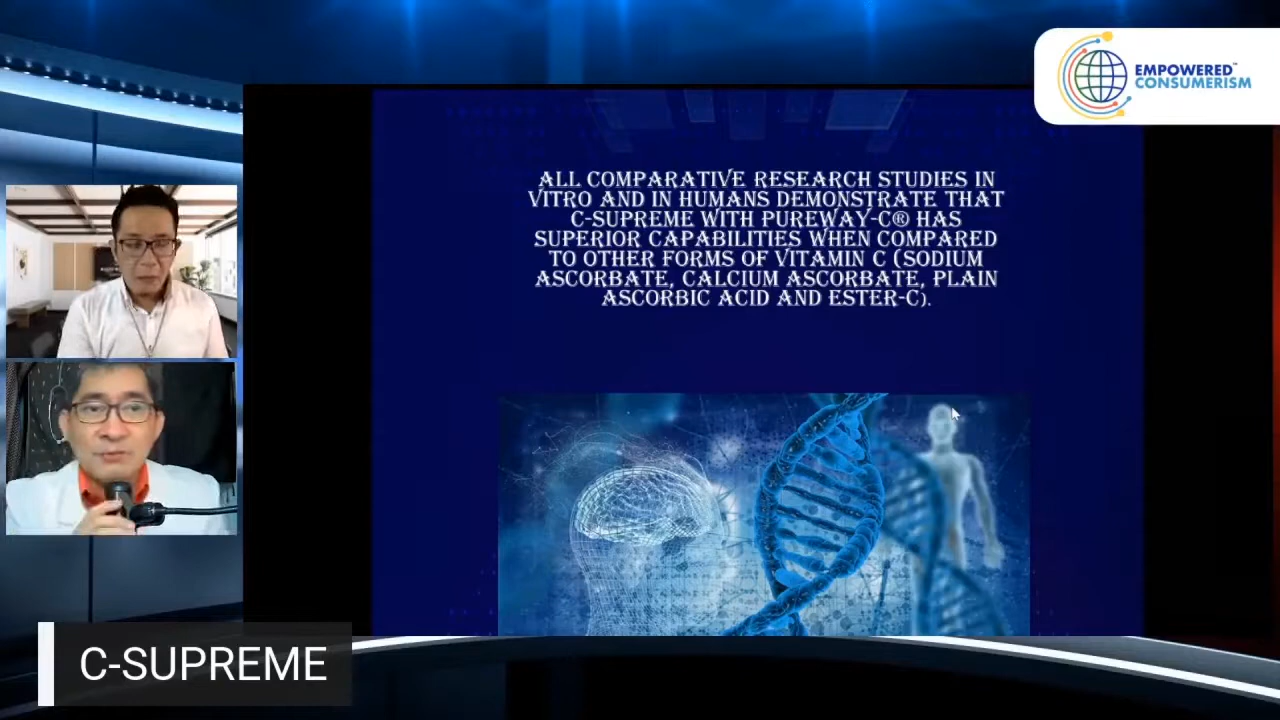 EMPOWERED™
CONSUMERISM
ALL COMPARATIVE RESEARCH STUDIES IN
VITRO AND IN HUMANS DEMONSTRATE THAT
C-SUPREME WITH PUREWAY-C® HAS
SUPERIOR CAPABILITIES WHEN COMPARED
TO OTHER FORMS OF VITAMIN C (SODIUM
ASCORBATE, CALCIUM ASCORBATE, PLAIN
ASCORBIC ACID AND ESTER-C).
C-SUPREME